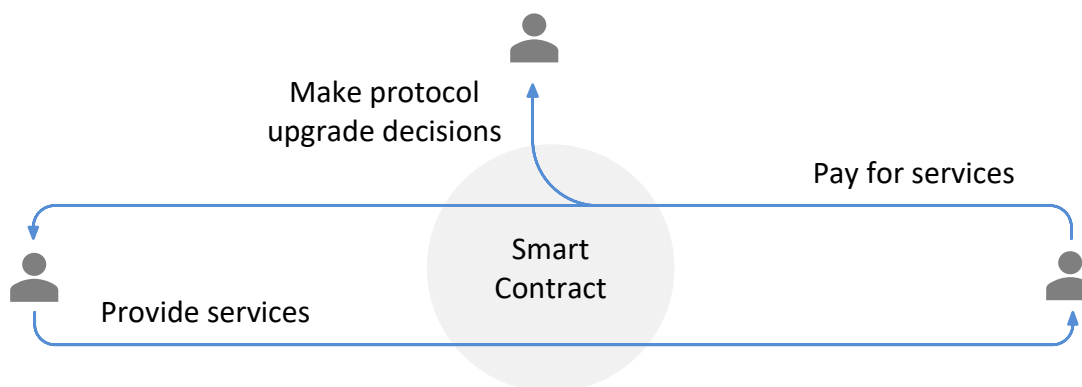 Make protocol
upgrade decisions
Pay for services
Smart
Contract
Provide services